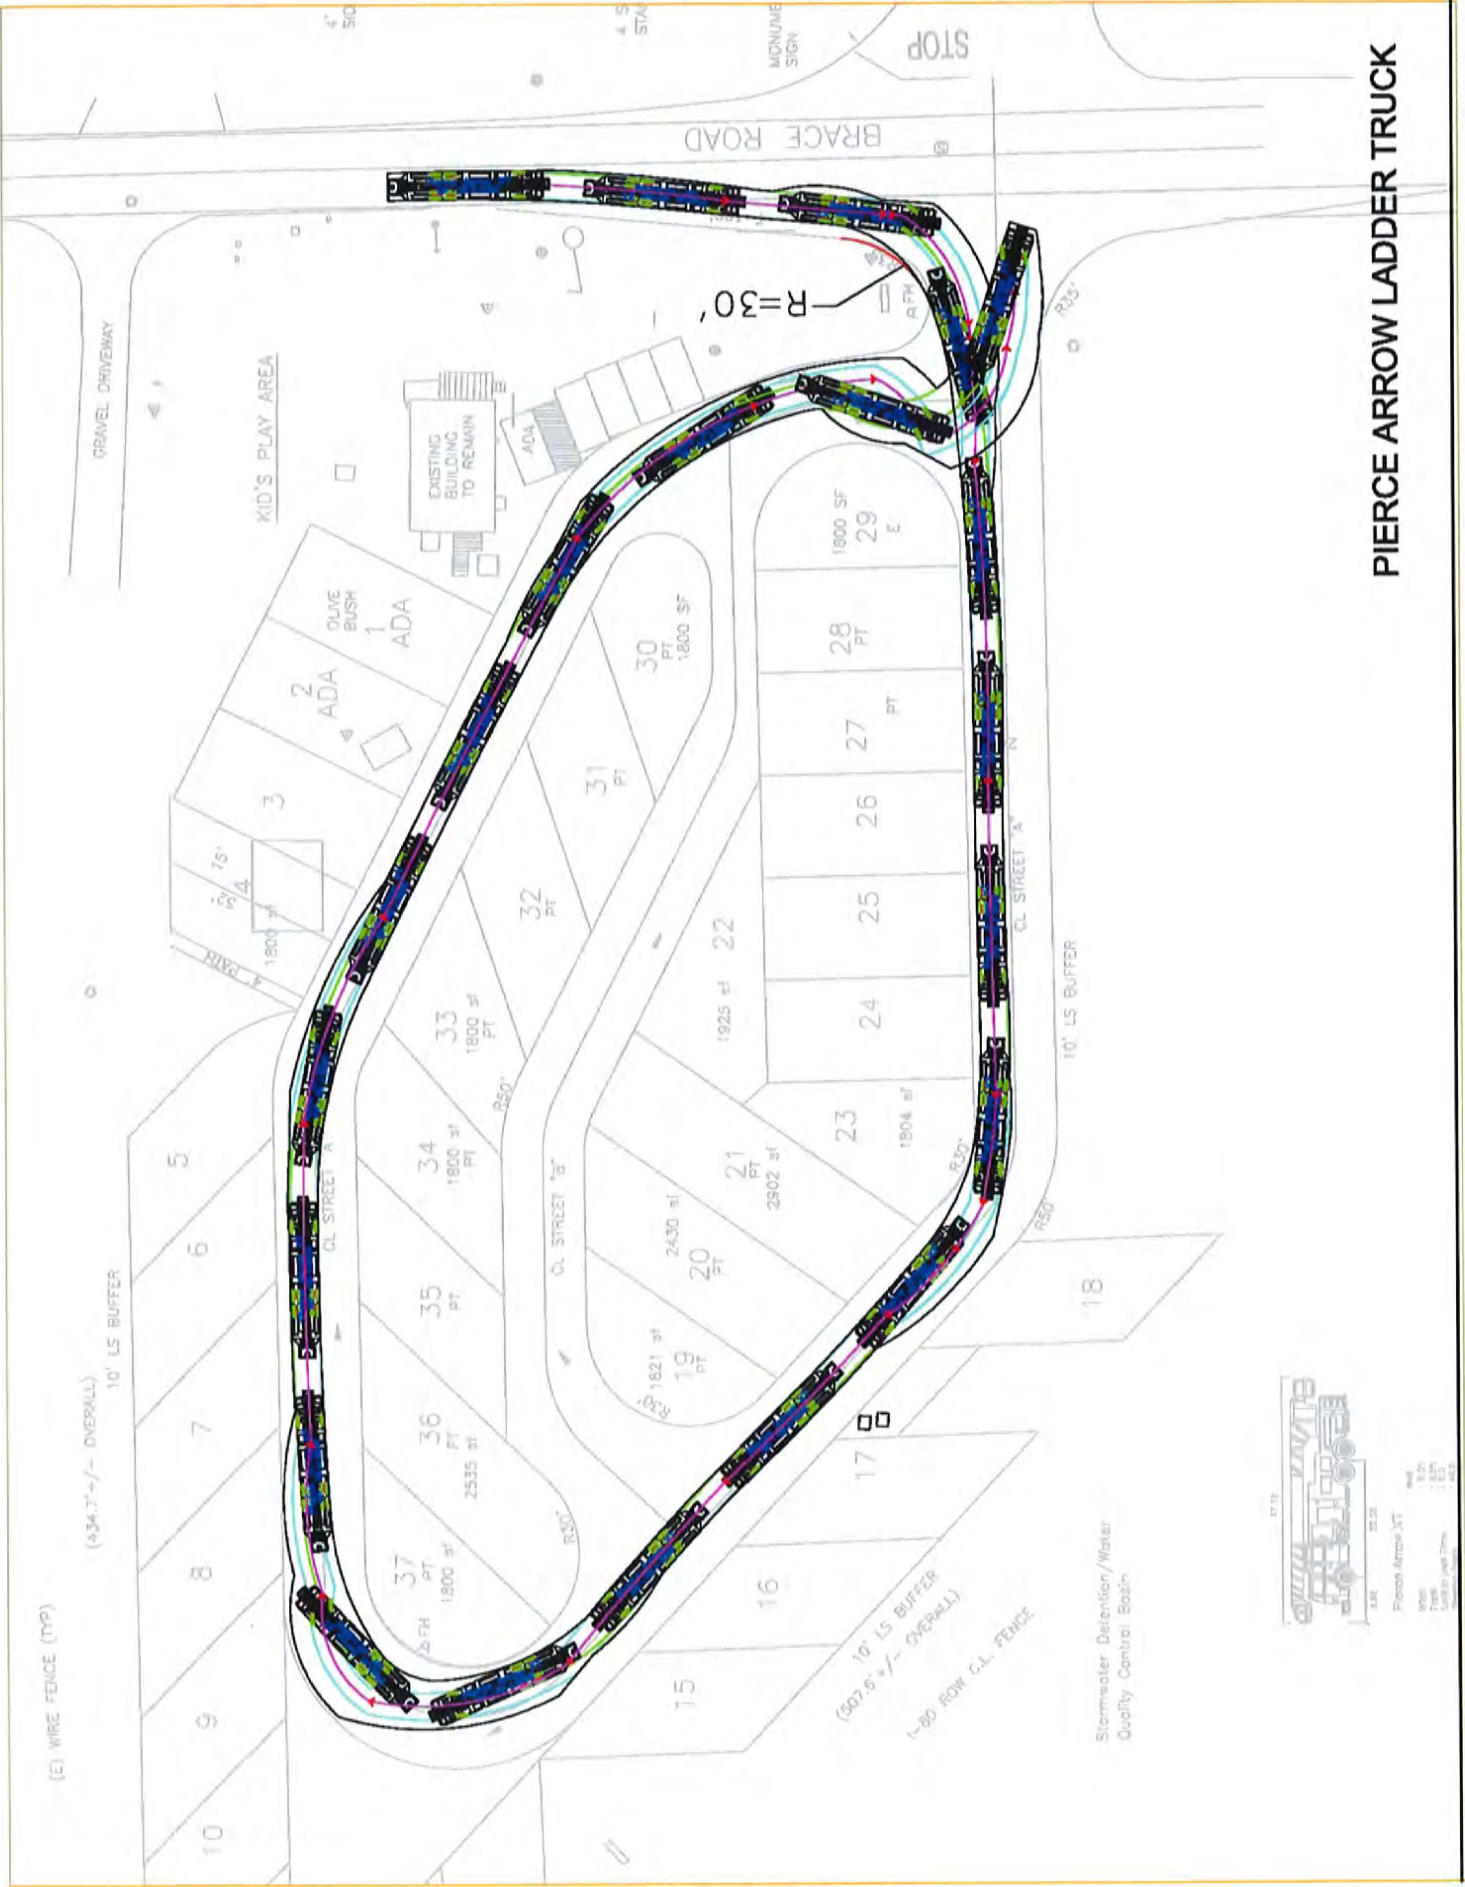 PIERCE ARROW LADDER TRUCK
BRACE ROAD
STOP
MONUME
SIGN
4'
SID
4 S
STA
GRAVEL DRIVEWAY
KID'S PLAY AREA
EXISTING
BUILDING
TO REMAIN
ADA
R=30'
FH
R35'
OLIVE
BUSH
1
ADA
2
ADA
3
4
75'
1800 sf
4' PATH
5
6
7
8
9
10
10' LS BUFFER
(434.7'+/- OVERALL)
(E) WIRE FENCE (TYP)
CL STREET "A"
30
PT
1800 SF
31
PT
32
PT
33
1800 sf
PT
34
1800 sf
PT
35
PT
36
PT
2535 sf
37
PT
1800 sf
FH
R30'
R50'
CL STREET "B"
1800 SF
29
E
28
PT
27
PT
26
25
24
23
1804 sf
22
1925 sf
21
PT
2902 sf
2430 sf
20
PT
1821 sf
19
PT
R30'
R30'
R50'
CL STREET "A"
10' LS BUFFER
18
17
16
15
10' LS BUFFER
(507.6'+/- OVERALL)
I-80 ROW C.L. FENCE
Stormwater Detention/Water
Quality Control Basin
Pierce Arrow XT